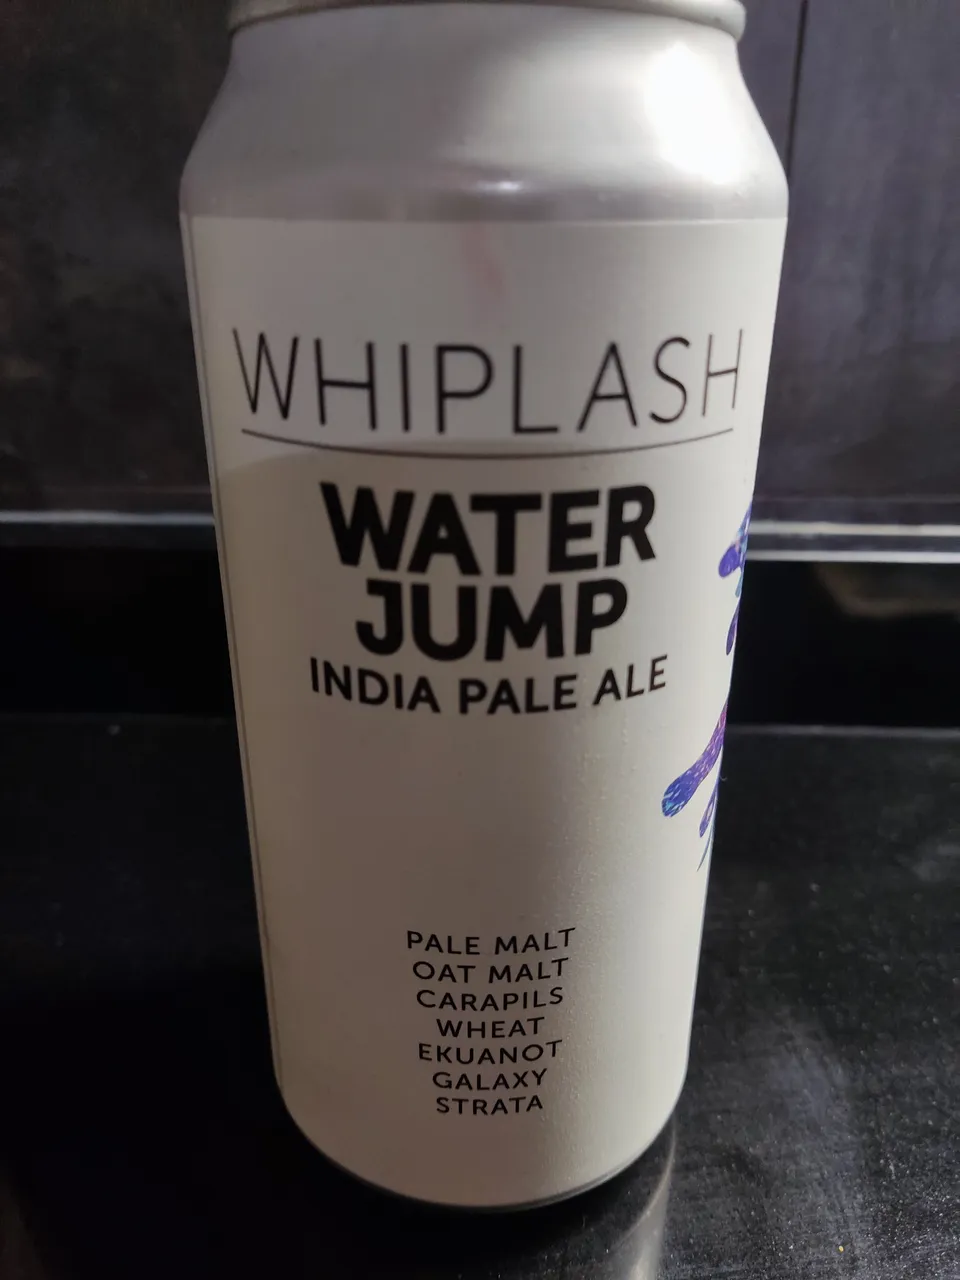 WHIPLASH
WATER
JUMP
INDIA PALE ALE
PALE MALT
OAT MALT
CARAPILS
WHEAT
EKUANOT
GALAXY
STRATA